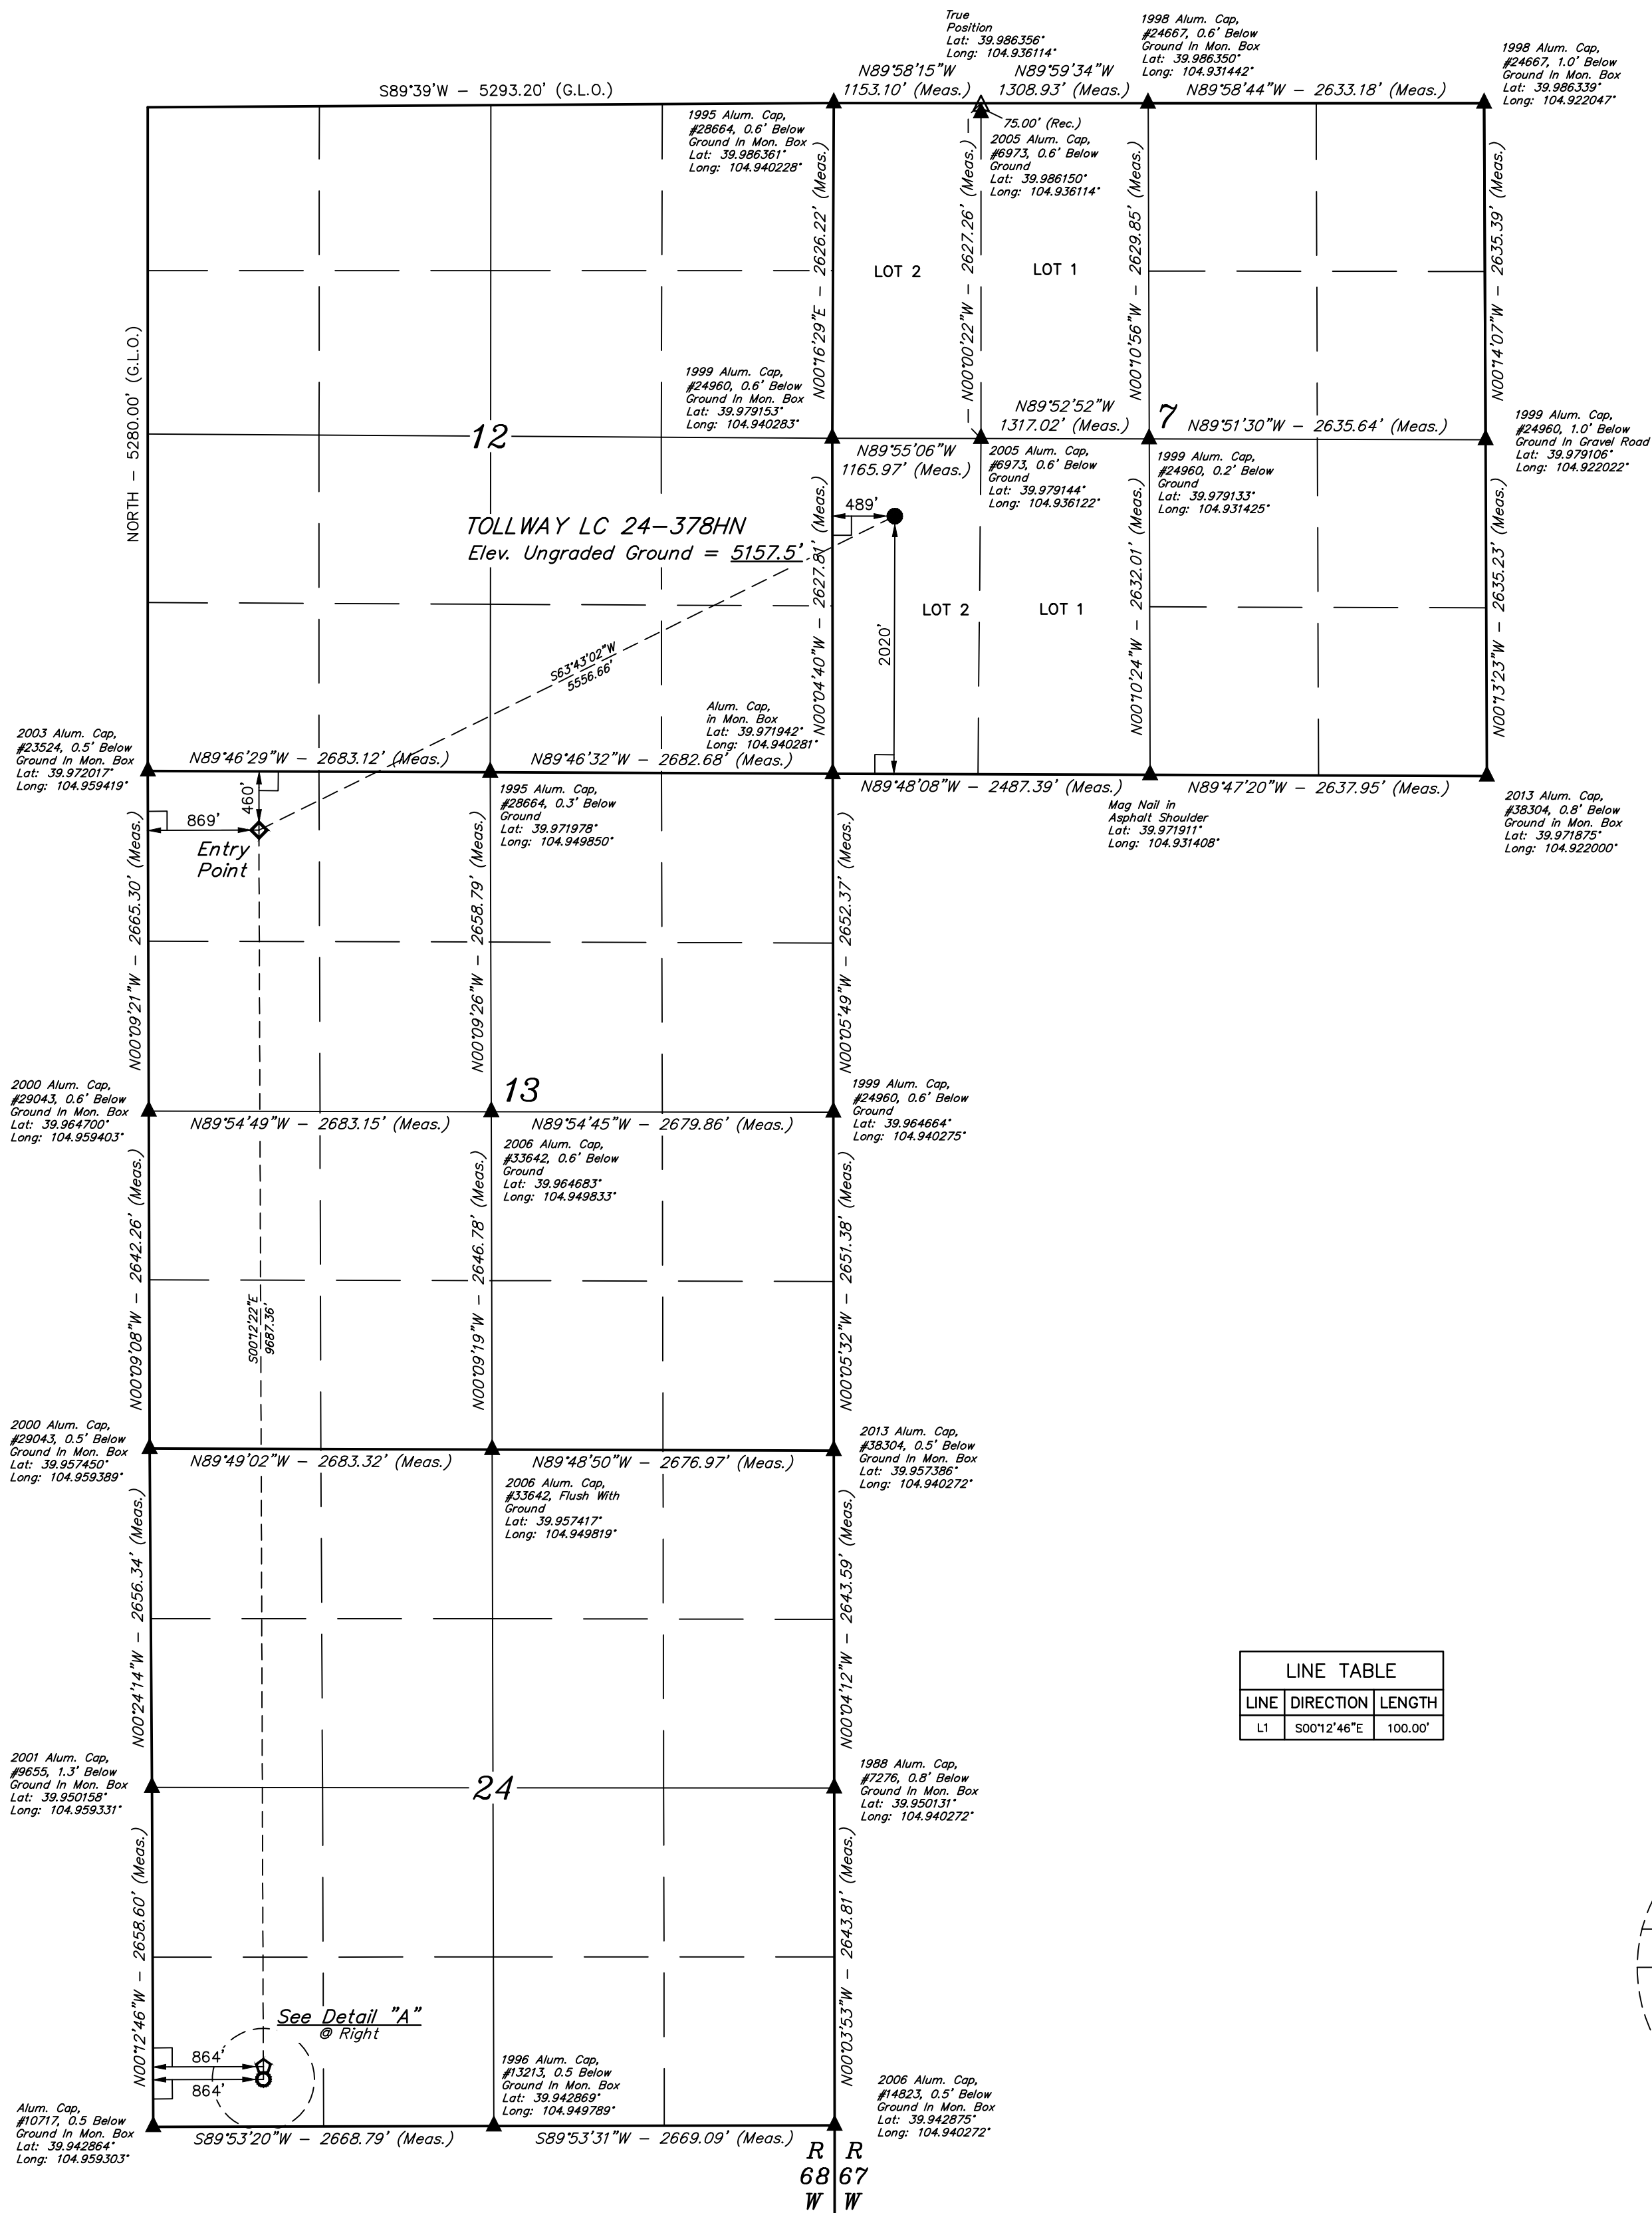 True
Position
Lat: 39.986356°
Long: 104.936114°
1998 Alum. Cap,
#24667, 0.6' Below
Ground In Mon. Box
Lat: 39.986350°
Long: 104.931442°
1998 Alum. Cap,
#24667, 1.0' Below
Ground In Mon. Box
Lat: 39.986339°
Long: 104.922047°
S89°39'W – 5293.20' (G.L.O.)
N89°58'15"W
1153.10' (Meas.)
N89°59'34"W
1308.93' (Meas.)
N89°58'44"W – 2633.18' (Meas.)
1995 Alum. Cap,
#28664, 0.6' Below
Ground In Mon. Box
Lat: 39.986361°
Long: 104.940228°
75.00' (Rec.)
2005 Alum. Cap,
#6973, 0.6' Below
Ground
Lat: 39.986150°
Long: 104.936114°
NORTH – 5280.00' (G.L.O.)
N00°16'29"E – 2626.22' (Meas.)
N00°00'22"W – 2627.26' (Meas.)
N00°10'56"W – 2629.85' (Meas.)
N00°14'07"W – 2635.39' (Meas.)
LOT 2
LOT 1
1999 Alum. Cap,
#24960, 0.6' Below
Ground In Mon. Box
Lat: 39.979153°
Long: 104.940283°
12
N89°52'52"W
1317.02' (Meas.)
7
N89°51'30"W – 2635.64' (Meas.)
1999 Alum. Cap,
#24960, 1.0' Below
Ground In Gravel Road
Lat: 39.979106°
Long: 104.922022°
N89°55'06"W
1165.97' (Meas.)
2005 Alum. Cap,
#6973, 0.6' Below
Ground
Lat: 39.979144°
Long: 104.936122°
1999 Alum. Cap,
#24960, 0.2' Below
Ground
Lat: 39.979133°
Long: 104.931425°
489'
TOLLWAY LC 24-378HN
Elev. Ungraded Ground = 5157.5'
N00°04'40"W – 2627.81' (Meas.)
2020'
LOT 2
LOT 1
N00°10'24"W – 2632.01' (Meas.)
N00°13'23"W – 2635.23' (Meas.)
S63°43'02"W
5556.66'
2003 Alum. Cap,
#23524, 0.5' Below
Ground In Mon. Box
Lat: 39.972017°
Long: 104.959419°
Alum. Cap,
in Mon. Box
Lat: 39.971942°
Long: 104.940281°
N89°46'29"W – 2683.12' (Meas.)
N89°46'32"W – 2682.68' (Meas.)
N89°48'08"W – 2487.39' (Meas.)
N89°47'20"W – 2637.95' (Meas.)
1995 Alum. Cap,
#28664, 0.3' Below
Ground
Lat: 39.971978°
Long: 104.949850°
Mag Nail in
Asphalt Shoulder
Lat: 39.971911°
Long: 104.931408°
2013 Alum. Cap,
#38304, 0.8' Below
Ground in Mon. Box
Lat: 39.971875°
Long: 104.922000°
460'
869'
Entry
Point
N00°09'21"W – 2665.30' (Meas.)
N00°09'26"W – 2658.79' (Meas.)
N00°05'49"W – 2652.37' (Meas.)
2000 Alum. Cap,
#29043, 0.6' Below
Ground In Mon. Box
Lat: 39.964700°
Long: 104.959403°
13
1999 Alum. Cap,
#24960, 0.6' Below
Ground
Lat: 39.964664°
Long: 104.940275°
N89°54'49"W – 2683.15' (Meas.)
N89°54'45"W – 2679.86' (Meas.)
2006 Alum. Cap,
#33642, 0.6' Below
Ground
Lat: 39.964683°
Long: 104.949833°
N00°09'08"W – 2642.26' (Meas.)
S00°12'22"E
9687.36'
N00°09'19"W – 2646.78' (Meas.)
N00°05'32"W – 2651.38' (Meas.)
2000 Alum. Cap,
#29043, 0.5' Below
Ground In Mon. Box
Lat: 39.957450°
Long: 104.959389°
2013 Alum. Cap,
#38304, 0.5' Below
Ground In Mon. Box
Lat: 39.957386°
Long: 104.940272°
N89°49'02"W – 2683.32' (Meas.)
N89°48'50"W – 2676.97' (Meas.)
2006 Alum. Cap,
#33642, Flush With
Ground
Lat: 39.957417°
Long: 104.949819°
N00°24'14"W – 2656.34' (Meas.)
N00°04'12"W – 2643.59' (Meas.)
LINE TABLE
LINE DIRECTION LENGTH
L1 S00°12'46"E 100.00'
2001 Alum. Cap,
#9655, 1.3' Below
Ground In Mon. Box
Lat: 39.950158°
Long: 104.959331°
24
1988 Alum. Cap,
#7276, 0.8' Below
Ground In Mon. Box
Lat: 39.950131°
Long: 104.940272°
N00°12'46"W – 2658.60' (Meas.)
N00°03'53"W – 2643.81' (Meas.)
See Detail "A"
@ Right
864'
864'
1996 Alum. Cap,
#13213, 0.5 Below
Ground In Mon. Box
Lat: 39.942869°
Long: 104.949789°
2006 Alum. Cap,
#14823, 0.5' Below
Ground In Mon. Box
Lat: 39.942875°
Long: 104.940272°
Alum. Cap,
#10717, 0.5 Below
Ground In Mon. Box
Lat: 39.942864°
Long: 104.959303°
S89°53'20"W – 2668.79' (Meas.)
S89°53'31"W – 2669.09' (Meas.)
R R
68 67
W W